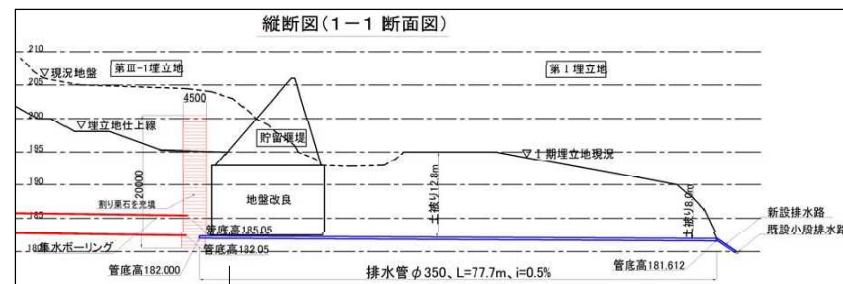 縦断図(1-1断面図)
210
205
200
195
190
185
180
▽現況地盤
第Ⅲ-1埋立地
第Ⅰ埋立地
4500
▽埋立地仕上線
貯留堰堤
▽Ⅰ期埋立地現況
20000
割り栗石を充填
地盤改良
土被り12.8m
土被り8.0m
管底高185.05
新設排水路
既設小段排水路
集水ボーリング
管底高182.05
管底高182.000
排水管φ350、L=77.7m、i=0.5%
管底高181.612